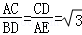 AC/BD = CD/AE = √3